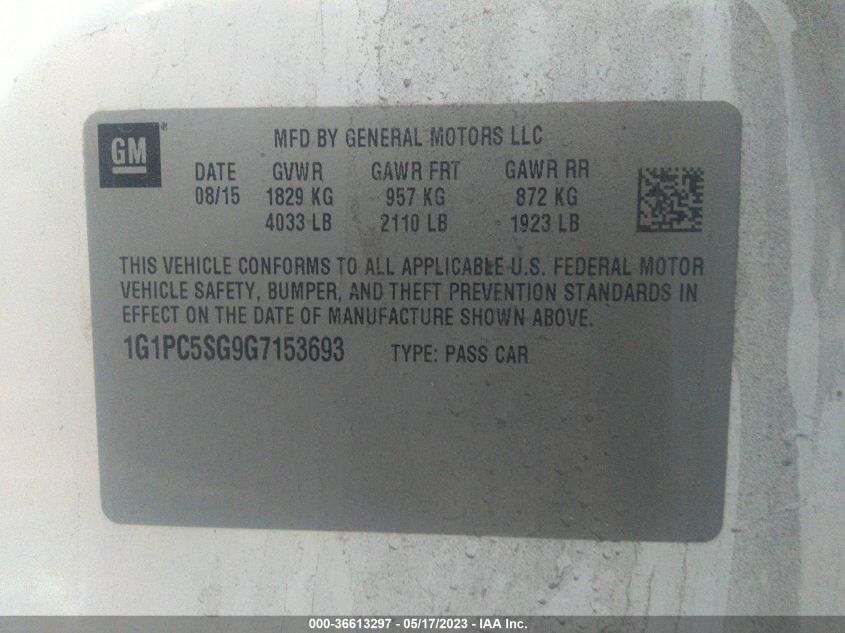 GM
®
MFD BY GENERAL MOTORS LLC
DATE GVWR GAWR FRT GAWR RR
08/15 1829 KG 957 KG 872 KG
4033 LB 2110 LB 1923 LB
THIS VEHICLE CONFORMS TO ALL APPLICABLE U.S. FEDERAL MOTOR
VEHICLE SAFETY, BUMPER, AND THEFT PREVENTION STANDARDS IN
EFFECT ON THE DATE OF MANUFACTURE SHOWN ABOVE.
1G1PC5SG9G7153693 TYPE: PASS CAR
000-36613297 - 05/17/2023 - IAA Inc.